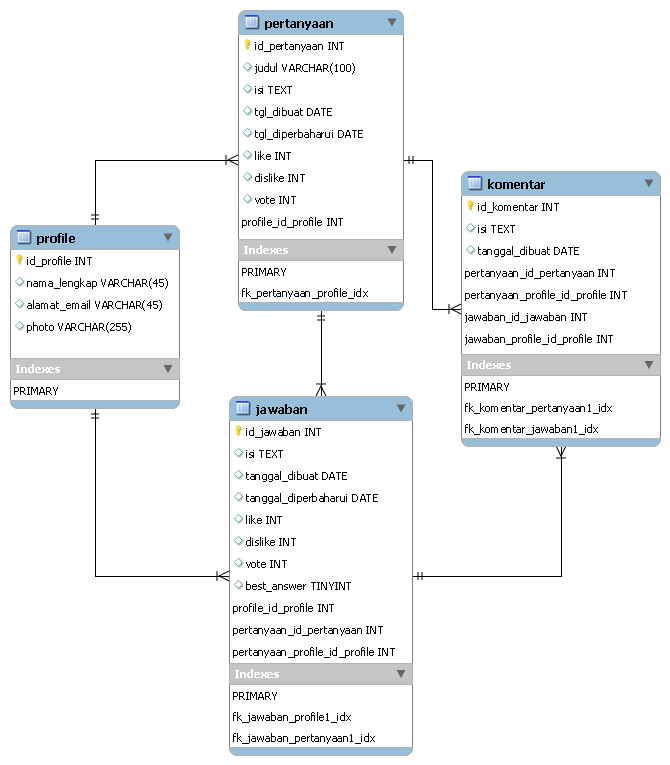 pertanyaan
id_pertanyaan INT
judul VARCHAR(100)
isi TEXT
tgl_dibuat DATE
tgl_diperbaharui DATE
like INT
dislike INT
vote INT
profile_id_profile INT
Indexes
PRIMARY
fk_pertanyaan_profile_idx
profile
id_profile INT
nama_lengkap VARCHAR(45)
alamat_email VARCHAR(45)
photo VARCHAR(255)
Indexes
PRIMARY
komentar
id_komentar INT
isi TEXT
tanggal_dibuat DATE
pertanyaan_id_pertanyaan INT
pertanyaan_profile_id_profile INT
jawaban_id_jawaban INT
jawaban_profile_id_profile INT
Indexes
PRIMARY
fk_komentar_pertanyaan1_idx
fk_komentar_jawaban1_idx
jawaban
id_jawaban INT
isi TEXT
tanggal_dibuat DATE
tanggal_diperbaharui DATE
like INT
dislike INT
vote INT
best_answer TINYINT
profile_id_profile INT
pertanyaan_id_pertanyaan INT
pertanyaan_profile_id_profile INT
Indexes
PRIMARY
fk_jawaban_profile1_idx
fk_jawaban_pertanyaan1_idx